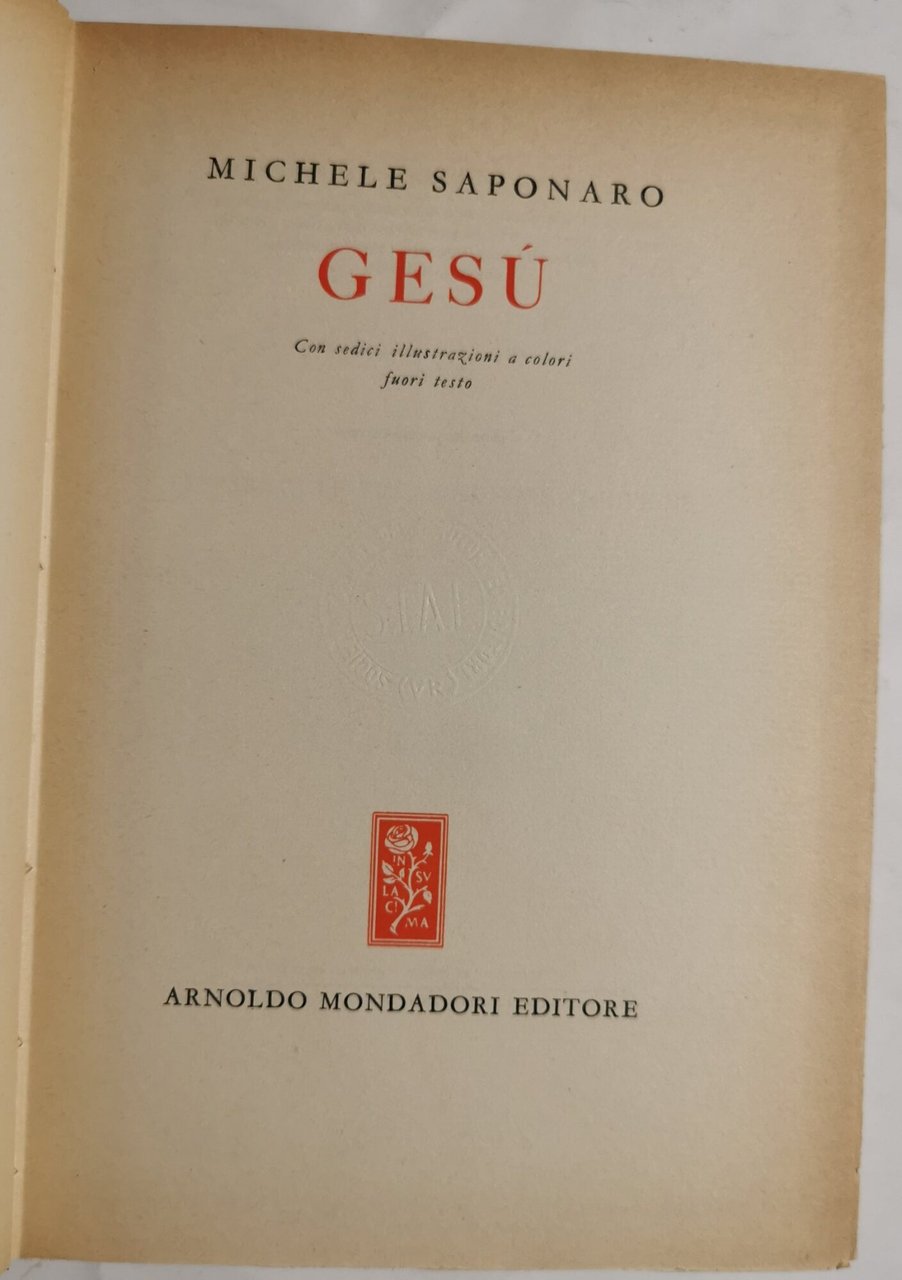 MICHELE SAPONARO
GESÚ
Con sedici illustrazioni a colori
fuori testo
IN
SV
LA
CI
MA
ARNOLDO MONDADORI EDITORE